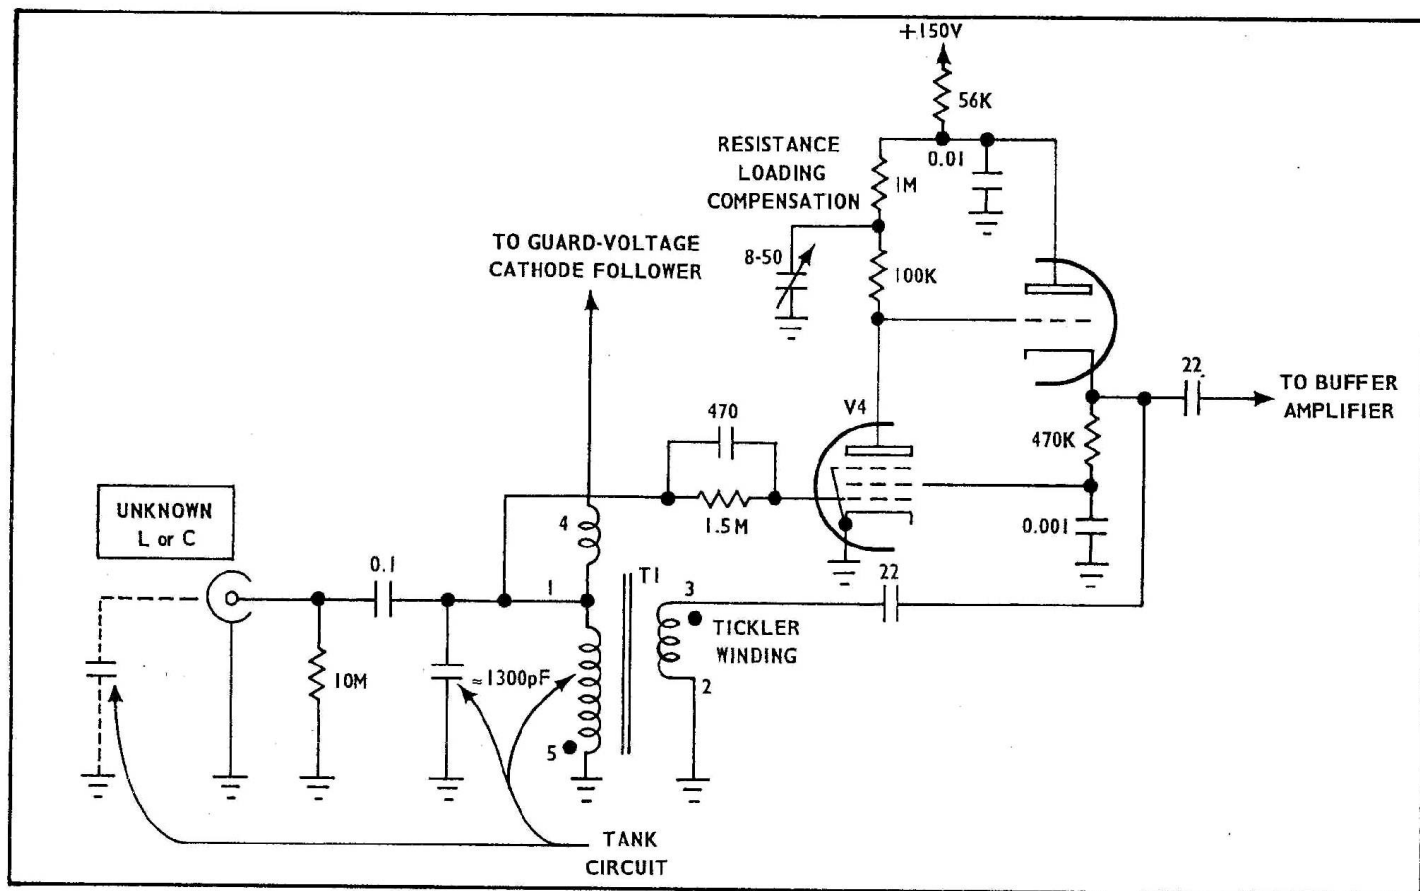 +150V
56K
RESISTANCE
LOADING
COMPENSATION
0.01
1M
TO GUARD-VOLTAGE
CATHODE FOLLOWER
8-50
100K
22
TO BUFFER
AMPLIFIER
470
V4
470K
UNKNOWN
L or C
4
1.5M
0.001
0.1
1
T1
3
22
TICKLER
WINDING
10M
≈1300pF
2
5
TANK
CIRCUIT